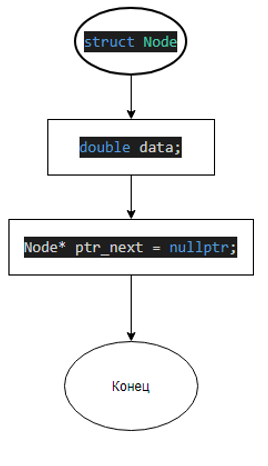 struct Node
double data;
Node* ptr_next = nullptr;
Конец